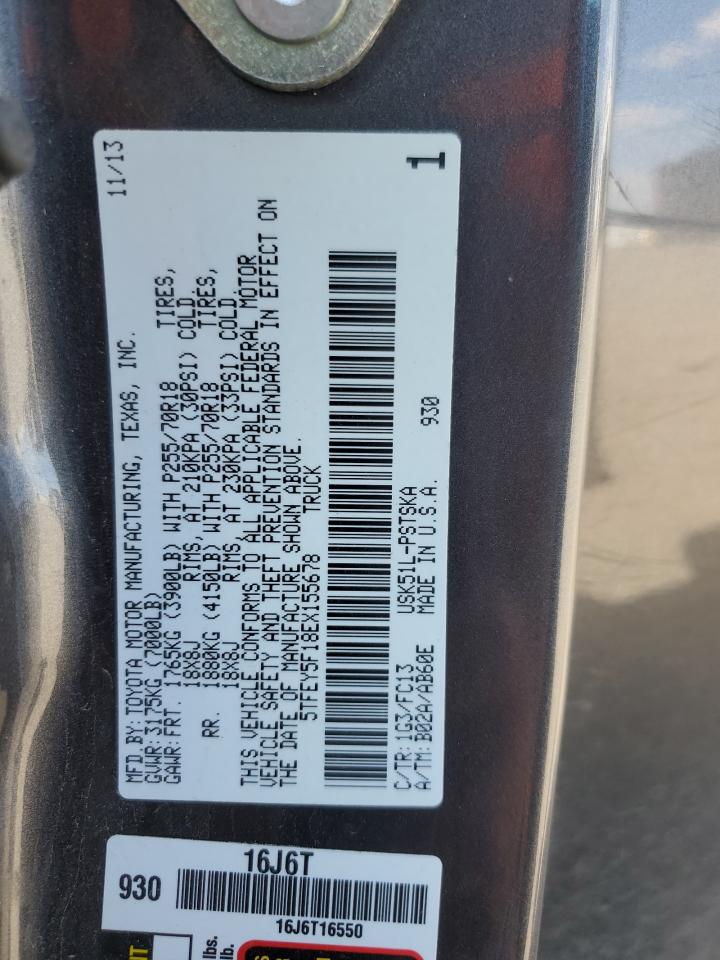 MFD BY:TOYOTA MOTOR MANUFACTURING, TEXAS, INC. 11/13
GVWR:3175KG (7000LB)
GAWR:FRT. 1765KG (3900LB) WITH P255/70R18 TIRES,
18X8J RIMS, AT 210KPA (30PSI) COLD.
RR. 1880KG (4150LB) WITH P255/70R18 TIRES,
18X8J RIMS, AT 230KPA (33PSI) COLD.
THIS VEHICLE CONFORMS TO ALL APPLICABLE FEDERAL MOTOR
VEHICLE SAFETY AND THEFT PREVENTION STANDARDS IN EFFECT ON
THE DATE OF MANUFACTURE SHOWN ABOVE.
5TFEY5F18EX155678 TRUCK
C/TR:1G3/FC13 USK51L-PSTSKA
A/TM:B02A/AB60E MADE IN U.S.A. 930
1
16J6T
930
16J6T16550
lbs.
lb.